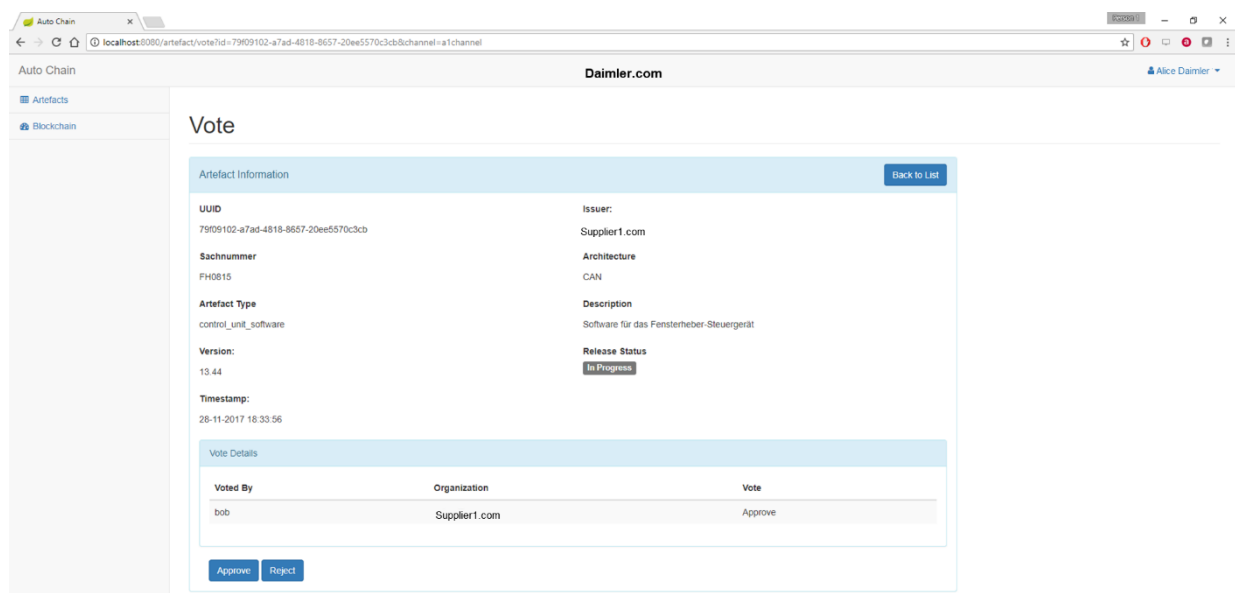 Auto Chain
localhost:8080/artefact/vote?id=79f09102-a7ad-4818-8657-20ee5570c3cb&channel=a1channel
Auto Chain Daimler.com Alice Daimler
Artefacts
Blockchain
Vote
Artefact Information Back to List
UUID Issuer:
79f09102-a7ad-4818-8657-20ee5570c3cb Supplier1.com
Sachnummer Architecture
FH0815 CAN
Artefact Type Description
control_unit_software Software für das Fensterheber-Steuergerät
Version: Release Status
13.44 In Progress
Timestamp:
28-11-2017 18:33:56
Vote Details
Voted By Organization Vote
bob Supplier1.com Approve
Approve Reject